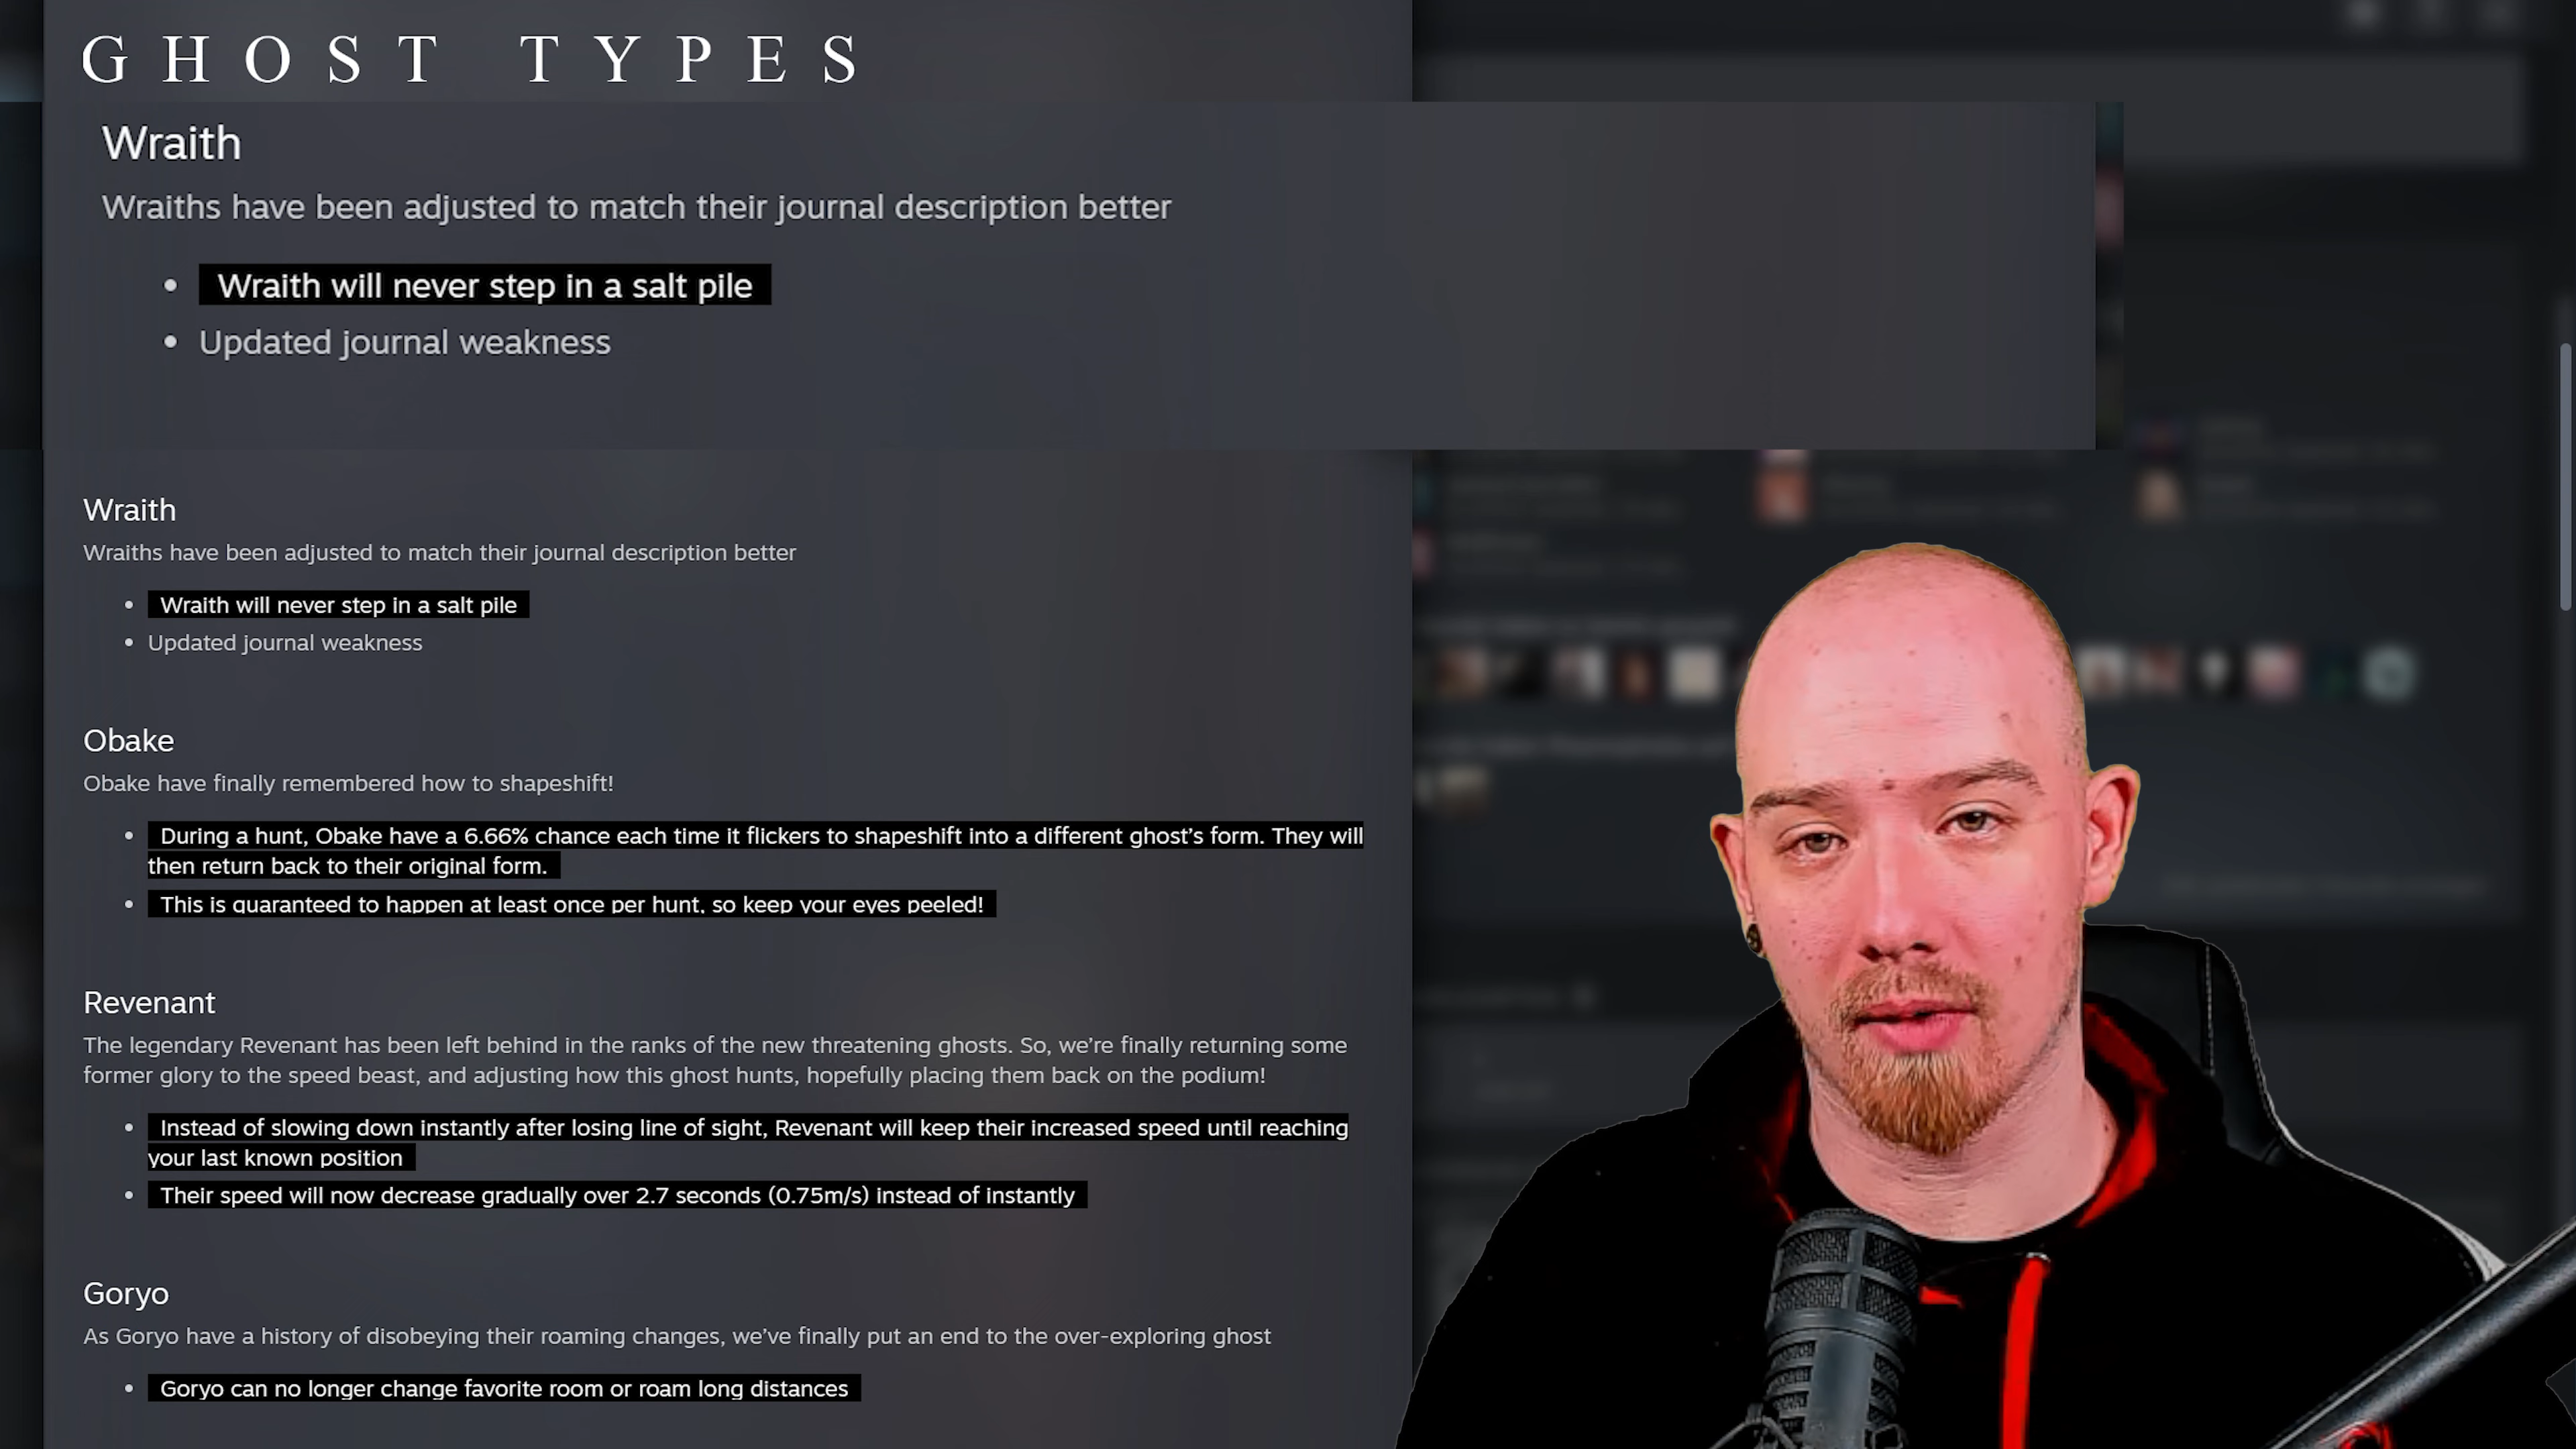 GHOST TYPES
Wraith
Wraiths have been adjusted to match their journal description better
• Wraith will never step in a salt pile
• Updated journal weakness
Wraith
Wraiths have been adjusted to match their journal description better
• Wraith will never step in a salt pile
• Updated journal weakness
Obake
Obake have finally remembered how to shapeshift!
• During a hunt, Obake have a 6.66% chance each time it flickers to shapeshift into a different ghost's form. They will
then return back to their original form.
• This is guaranteed to happen at least once per hunt, so keep your eyes peeled!
Revenant
The legendary Revenant has been left behind in the ranks of the new threatening ghosts. So, we're finally returning some
former glory to the speed beast, and adjusting how this ghost hunts, hopefully placing them back on the podium!
• Instead of slowing down instantly after losing line of sight, Revenant will keep their increased speed until reaching
your last known position
• Their speed will now decrease gradually over 2.7 seconds (0.75m/s) instead of instantly
Goryo
As Goryo have a history of disobeying their roaming changes, we've finally put an end to the over-exploring ghost
• Goryo can no longer change favorite room or roam long distances